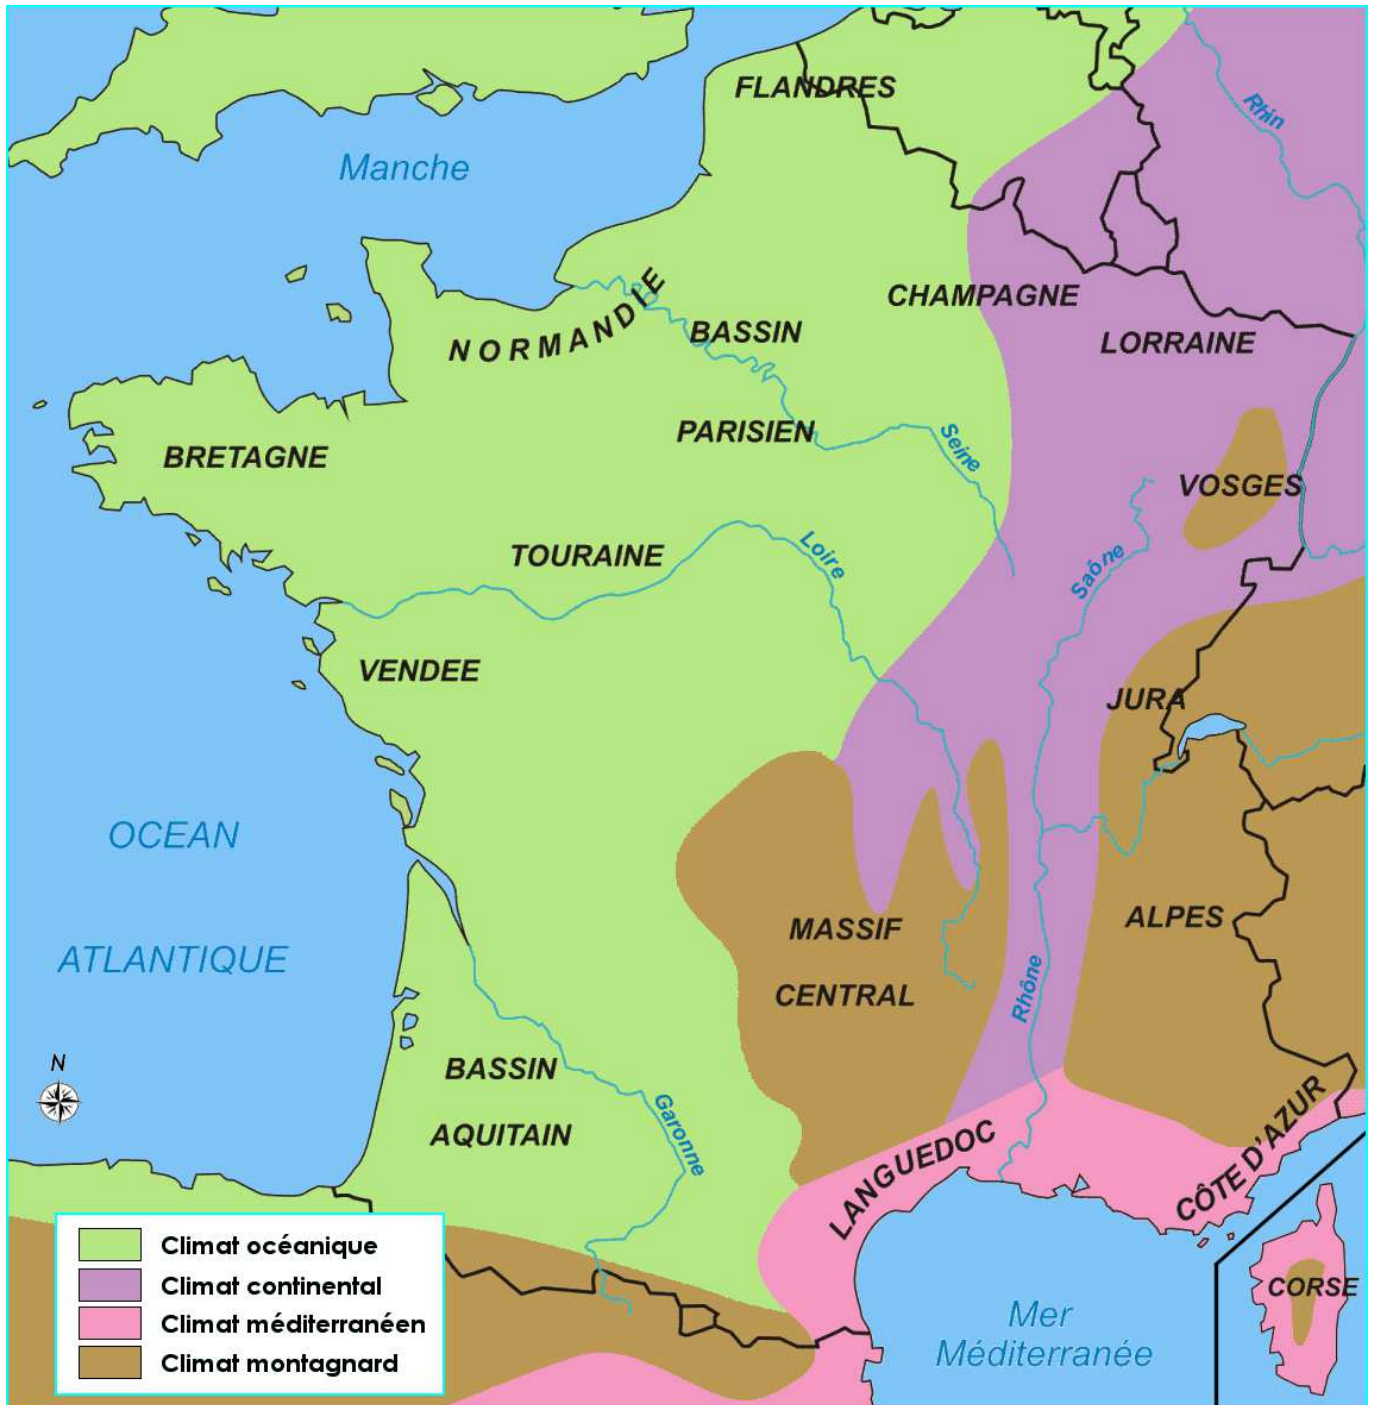 FLANDRES
Rhin
Manche
NORMANDIE
CHAMPAGNE
BASSIN
LORRAINE
PARISIEN
Seine
BRETAGNE
VOSGES
TOURAINE
Loire
Saône
VENDEE
JURA
OCEAN
ATLANTIQUE
MASSIF
CENTRAL
ALPES
Rhône
N
BASSIN
AQUITAIN
Garonne
LANGUEDOC
CÔTE D'AZUR
CORSE
Mer
Méditerranée
Climat océanique
Climat continental
Climat méditerranéen
Climat montagnard